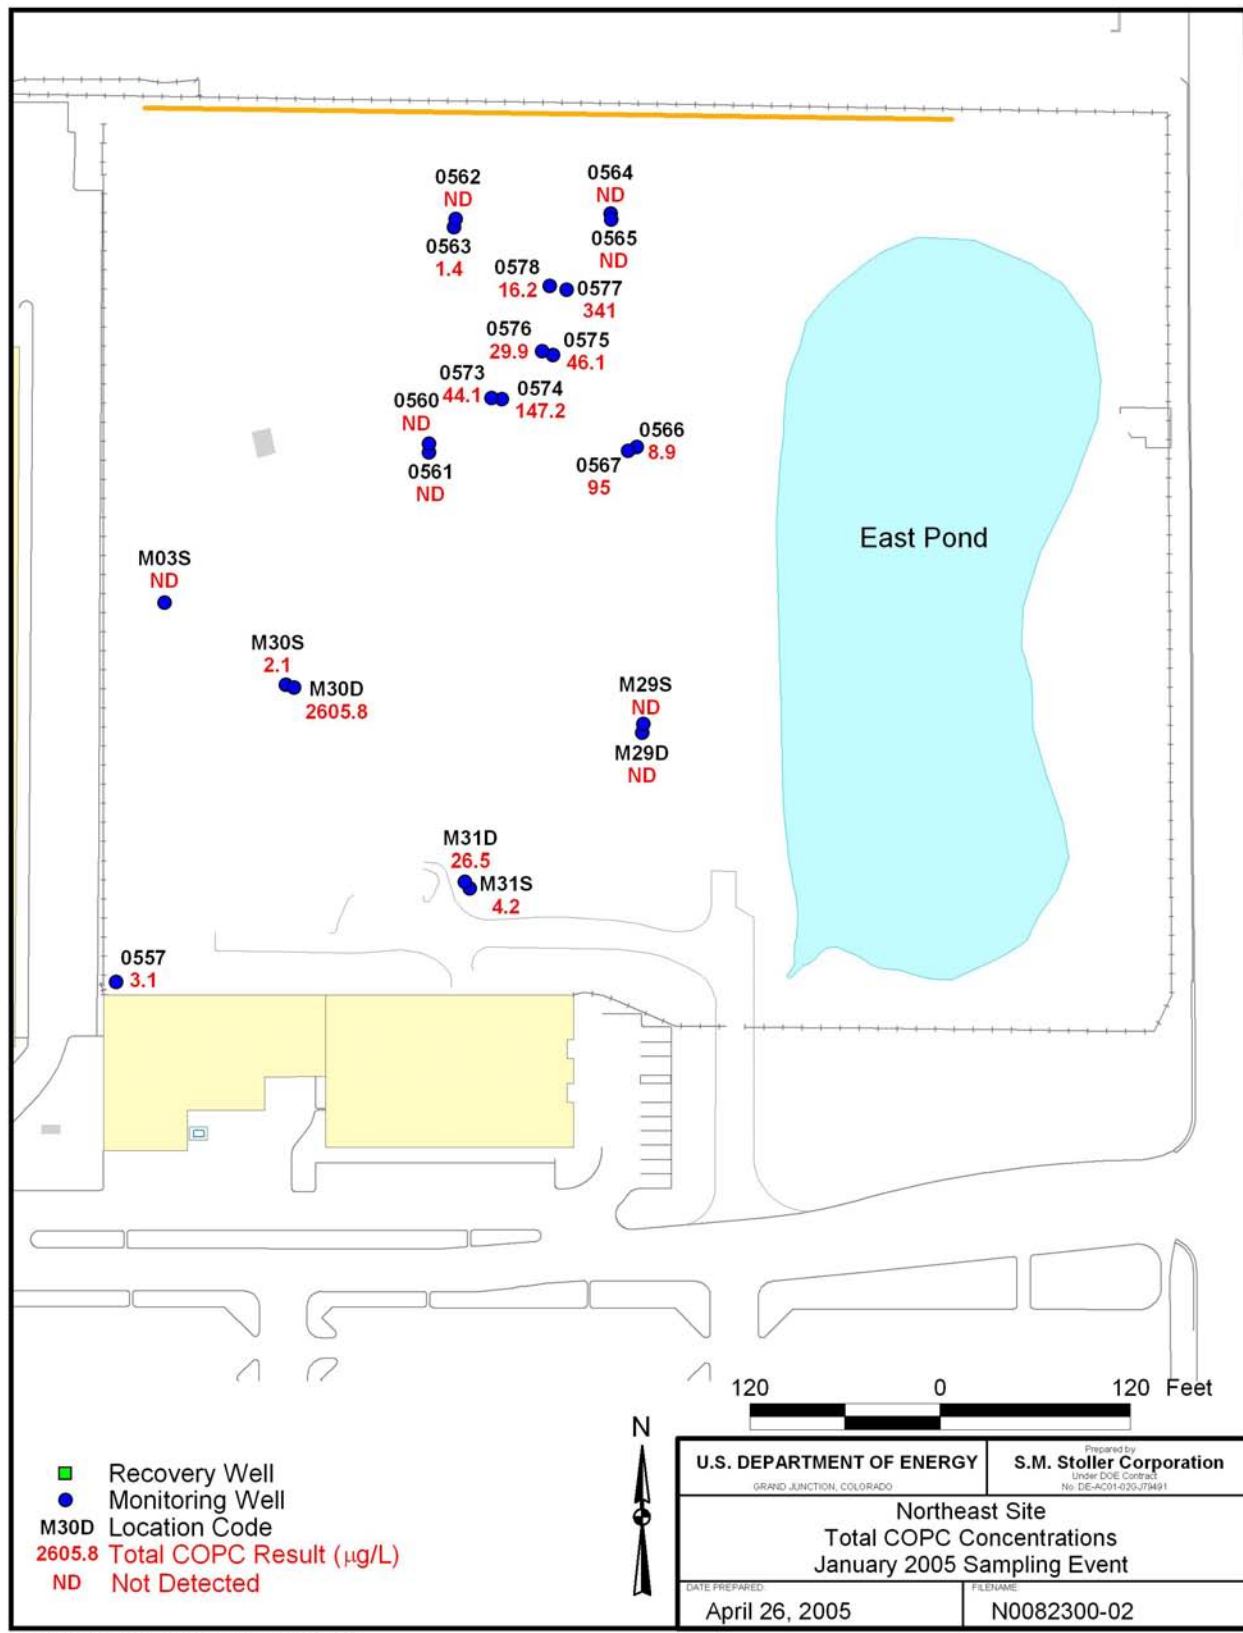 0562
ND
0563
1.4
0564
ND
0565
ND
0578
16.2
0577
341
0576
29.9
0575
46.1
0573
44.1
0574
147.2
0560
ND
0561
ND
0566
8.9
0567
95
East Pond
M03S
ND
M30S
2.1
M30D
2605.8
M29S
ND
M29D
ND
M31D
26.5
M31S
4.2
0557
3.1
120 0 120 Feet
N
Recovery Well
Monitoring Well
M30D Location Code
2605.8 Total COPC Result (µg/L)
ND Not Detected
U.S. DEPARTMENT OF ENERGY
GRAND JUNCTION, COLORADO
Prepared by
S.M. Stoller Corporation
Under DOE Contract
No. DE-AC01-02GJ79491
Northeast Site
Total COPC Concentrations
January 2005 Sampling Event
DATE PREPARED:
April 26, 2005
FILENAME:
N0082300-02